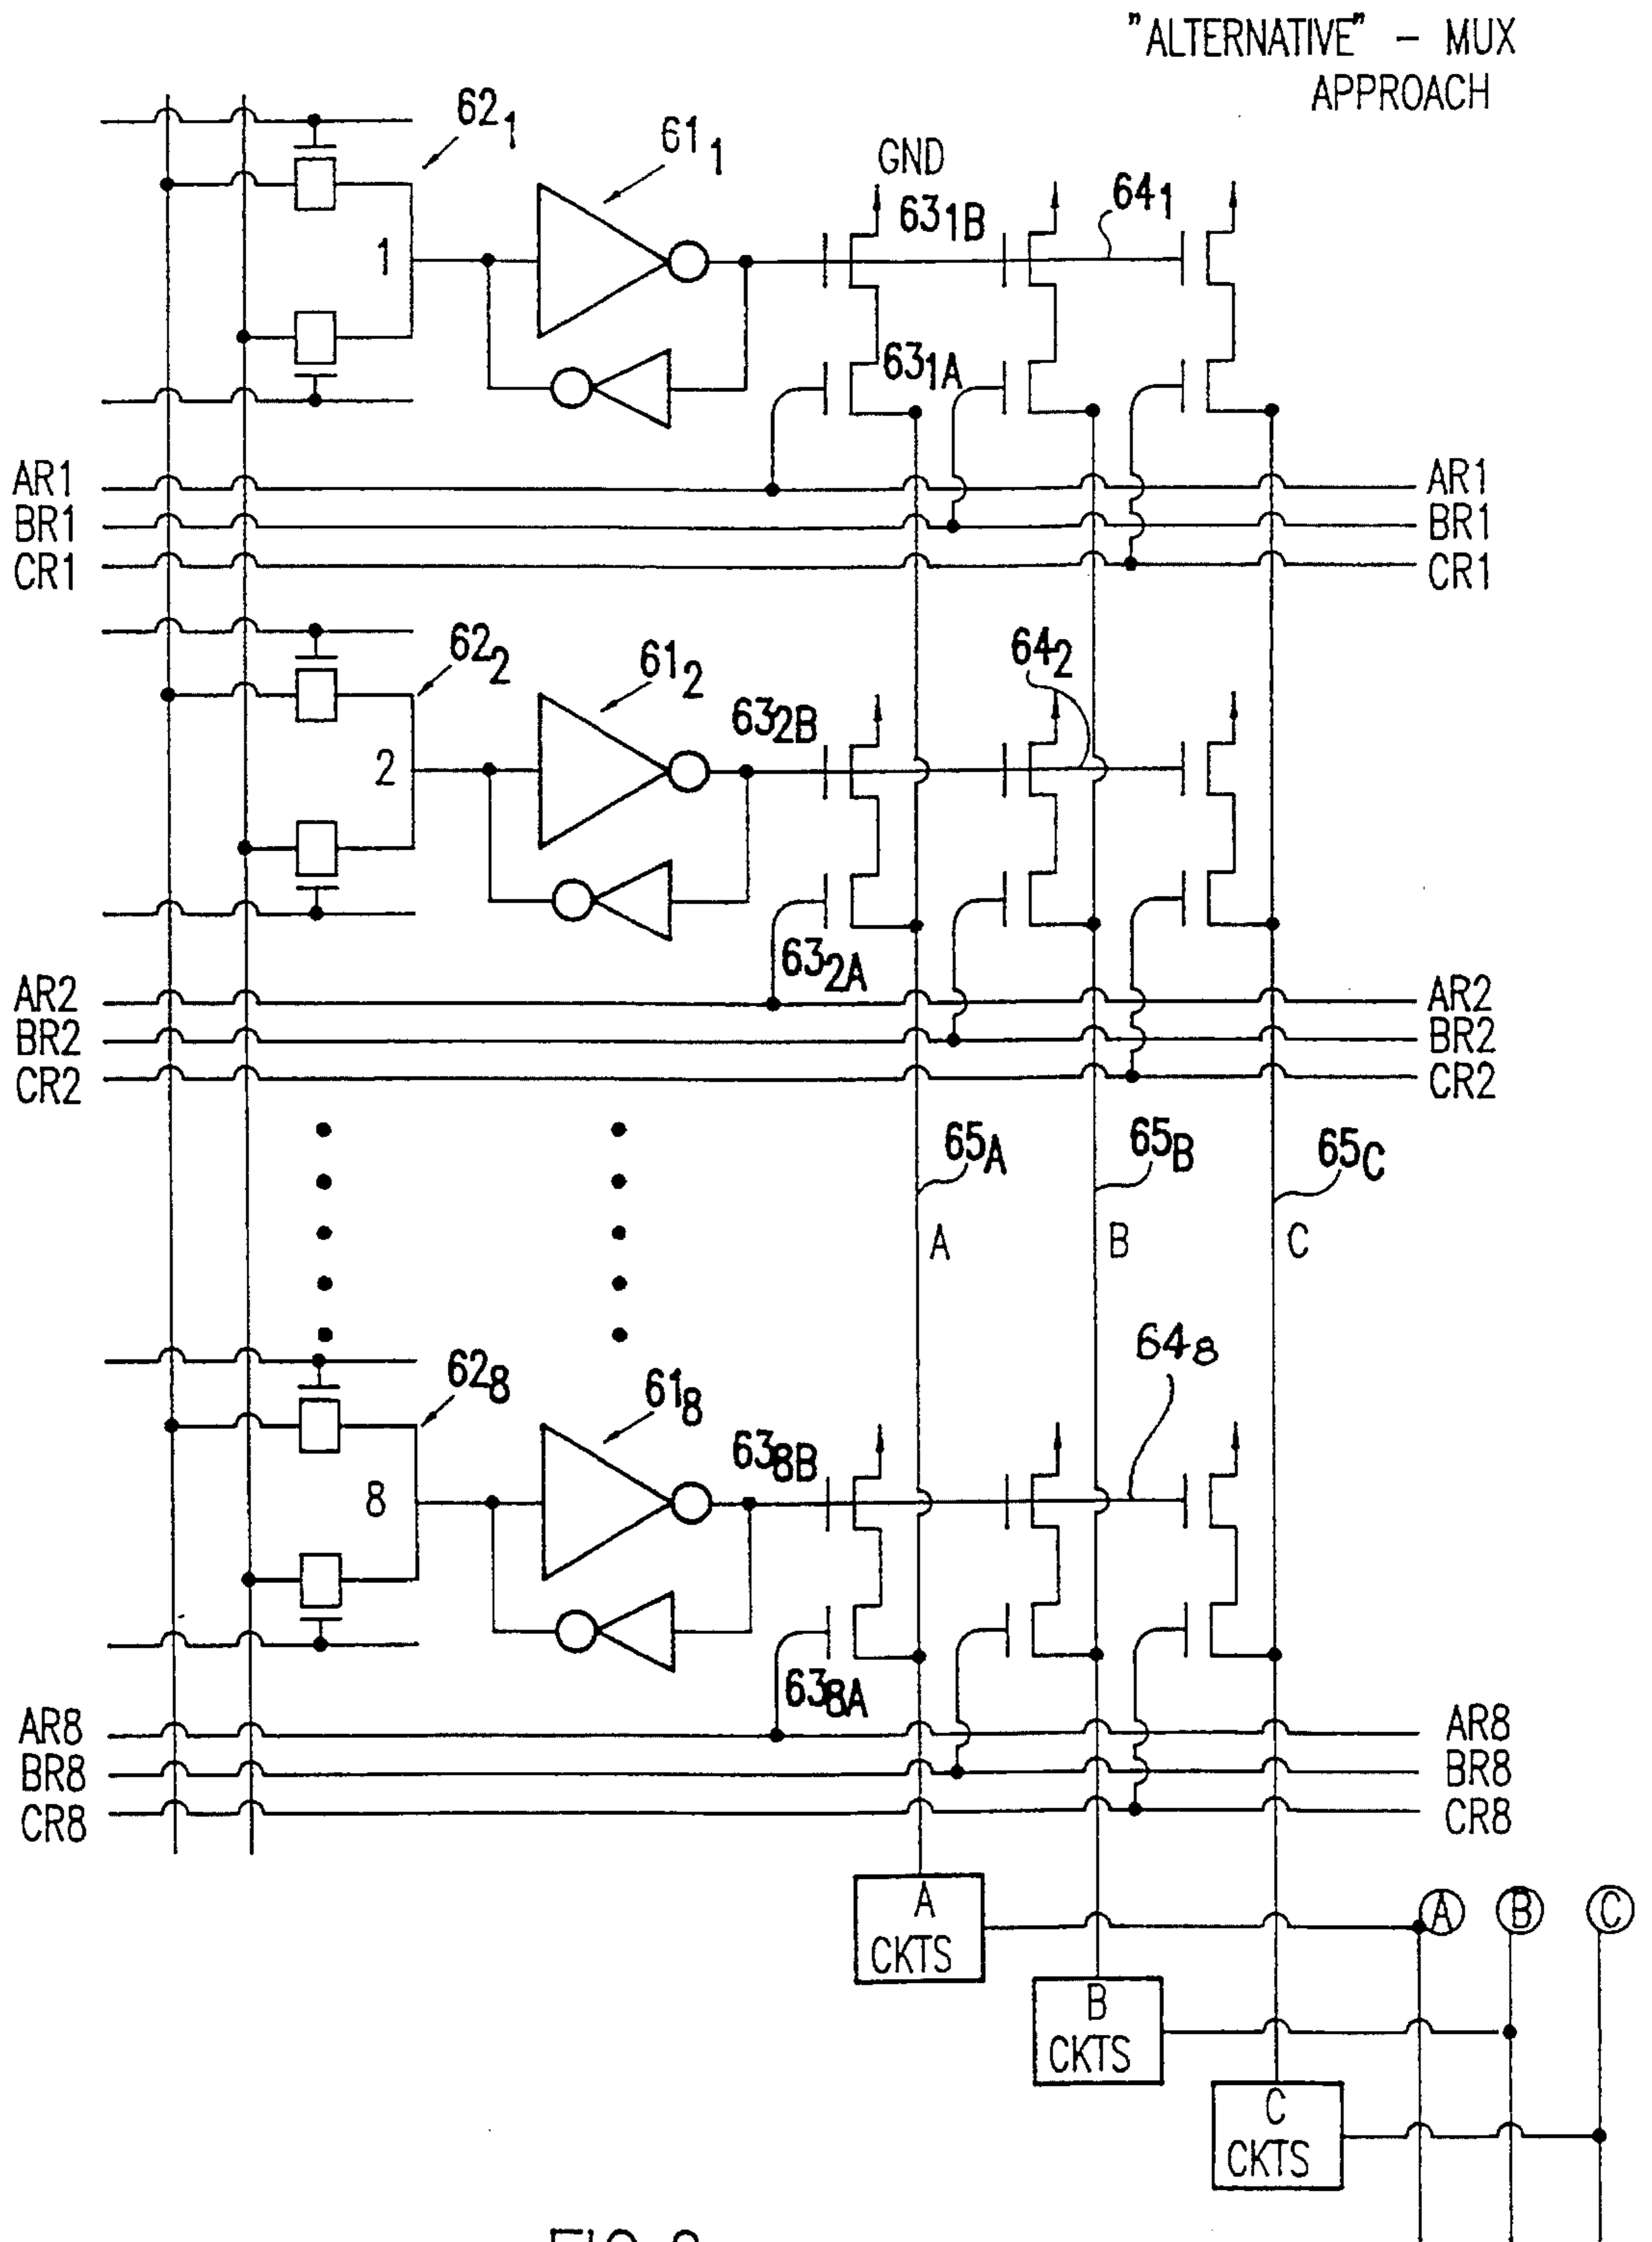 "ALTERNATIVE" - MUX
APPROACH
62₁
61₁
GND
63₁B
64₁
1
63₁A
AR1 AR1
BR1 BR1
CR1 CR1
62₂
61₂
64₂
63₂B
2
63₂A
AR2 AR2
BR2 BR2
CR2 CR2
65A
65B
65C
A B C
64₈
62₈
61₈
63₈B
8
63₈A
AR8 AR8
BR8 BR8
CR8 CR8
A
CKTS
A B C
B
CKTS
C
CKTS